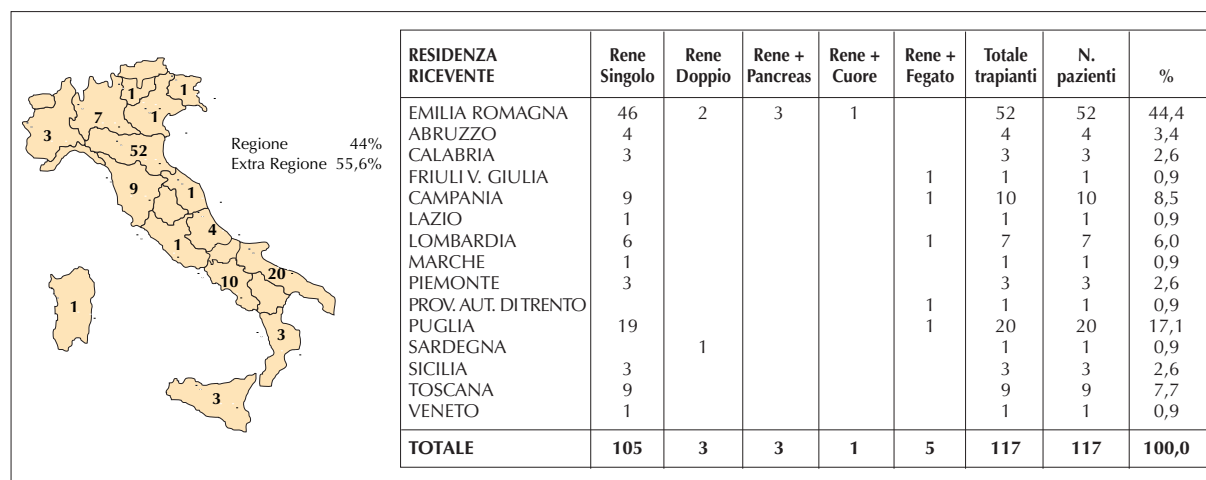 1
1
7
1
3
52
Regione 44%
Extra Regione 55,6%
9
1
4
1
20
10
1
3
3
RESIDENZA RICEVENTE Rene Singolo Rene Doppio Rene + Pancreas Rene + Cuore Rene + Fegato Totale trapianti N. pazienti %
EMILIA ROMAGNA 46 2 3 1 52 52 44,4
ABRUZZO 4 4 4 3,4
CALABRIA 3 3 3 2,6
FRIULI V. GIULIA 1 1 1 0,9
CAMPANIA 9 1 10 10 8,5
LAZIO 1 1 1 0,9
LOMBARDIA 6 1 7 7 6,0
MARCHE 1 1 1 0,9
PIEMONTE 3 3 3 2,6
PROV. AUT. DI TRENTO 1 1 1 0,9
PUGLIA 19 1 20 20 17,1
SARDEGNA 1 1 1 0,9
SICILIA 3 3 3 2,6
TOSCANA 9 9 9 7,7
VENETO 1 1 1 0,9
TOTALE 105 3 3 1 5 117 117 100,0